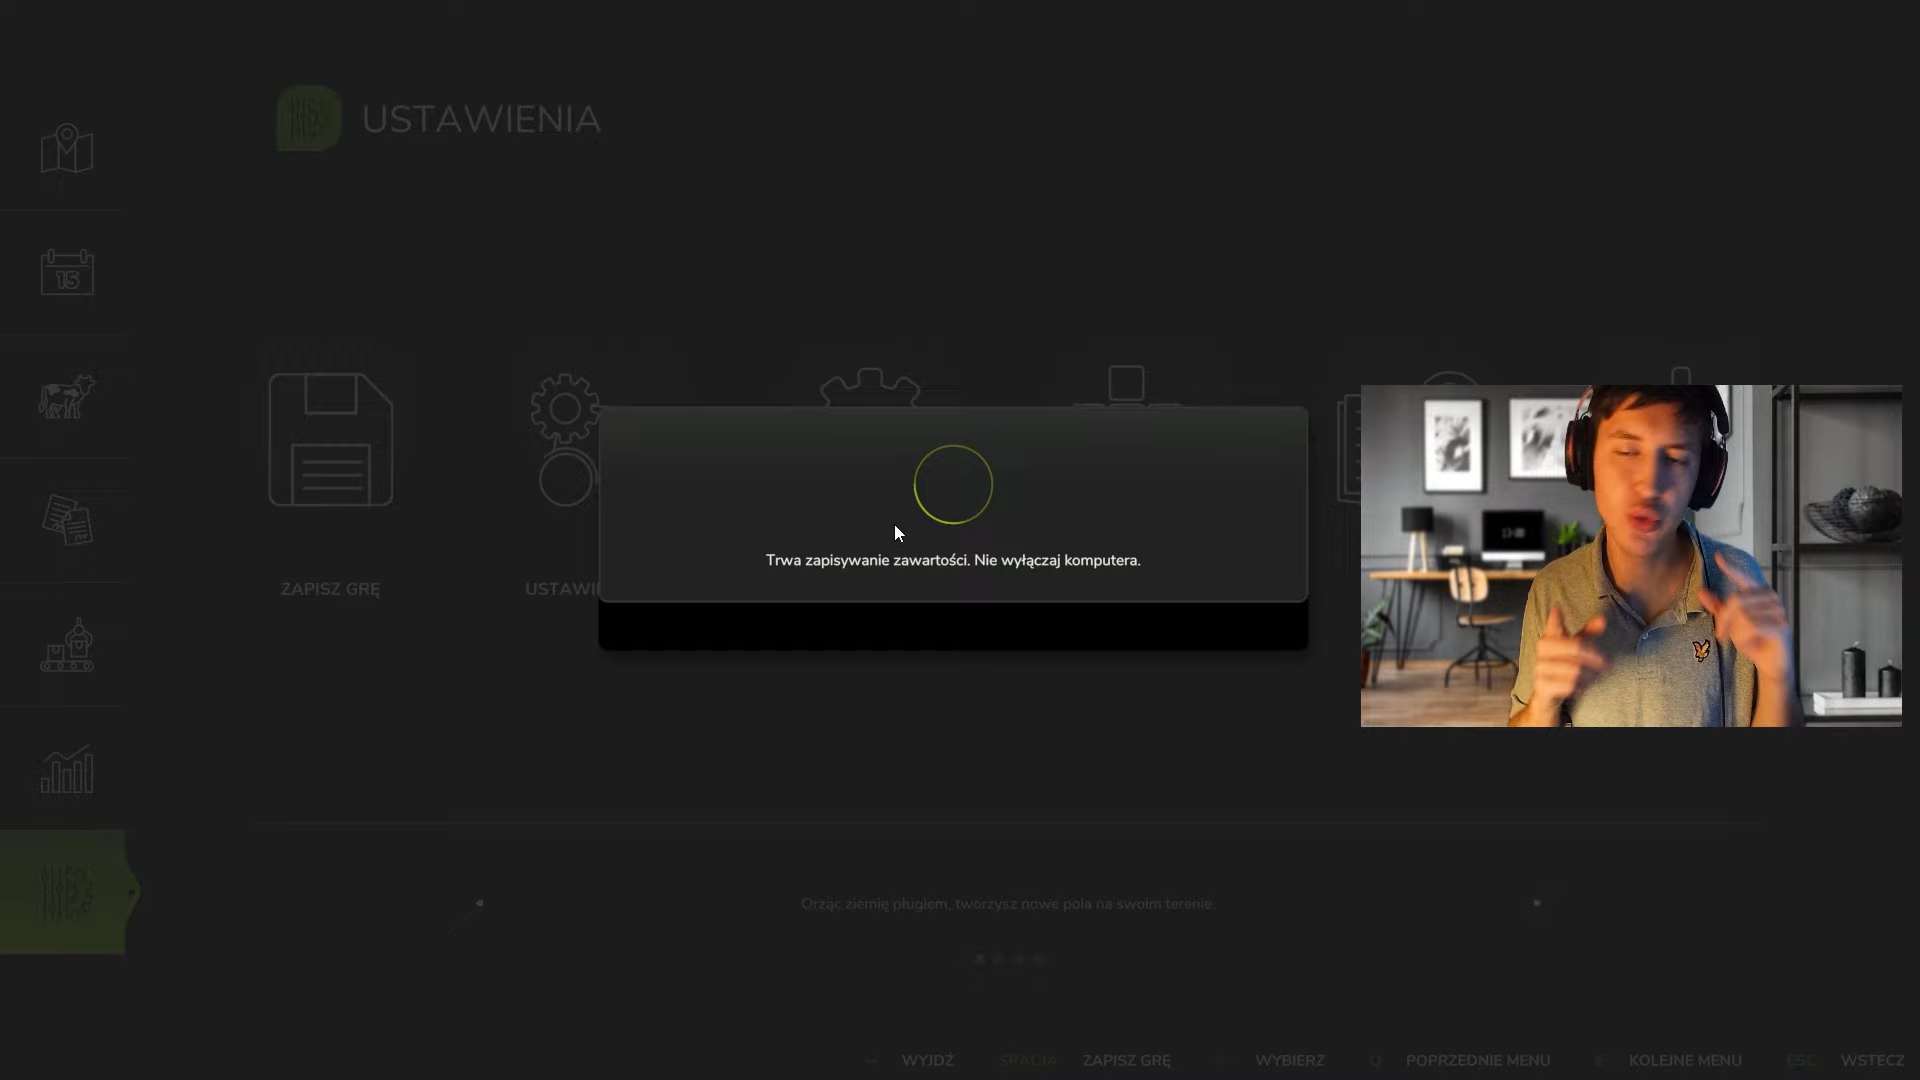 USTAWIENIA
15
ZAPISZ GRĘ
USTAWI
Trwa zapisywanie zawartości. Nie wyłączaj komputera.
Orząc ziemię pługiem, tworzysz nowe pola na swoim terenie.
WYJDŹ SPACJA ZAPISZ GRĘ WYBIERZ Q POPRZEDNIE MENU E KOLEJNE MENU ESC WSTECZ